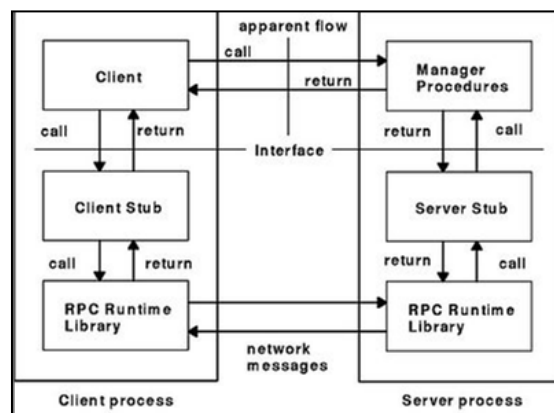 apparent flow
call
Client
Manager
Procedures
return
call
return
return
call
Interface
Client Stub
Server Stub
call
return
return
call
RPC Runtime
Library
RPC Runtime
Library
network
messages
Client process
Server process